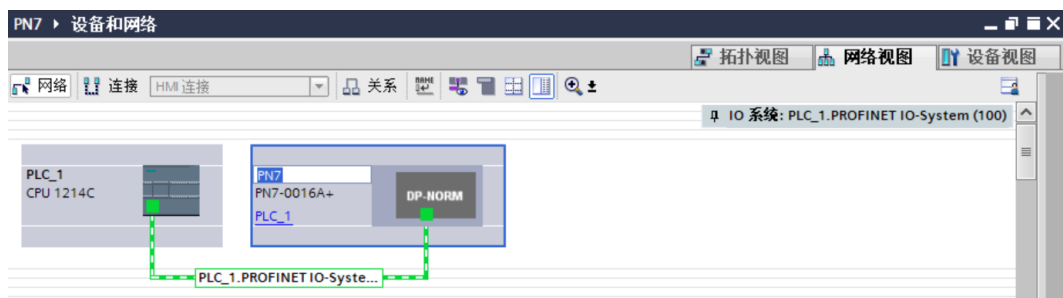 PN7 ▸ 设备和网络
拓扑视图 网络视图 设备视图
网络 连接 HMI 连接 关系
IO 系统: PLC_1.PROFINET IO-System (100)
PLC_1
CPU 1214C
PN7
PN7-0016A+
PLC_1
DP-NORM
PLC_1.PROFINET IO-Syste...